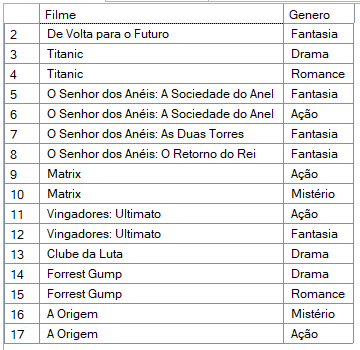 Filme Genero
2 De Volta para o Futuro Fantasia
3 Titanic Drama
4 Titanic Romance
5 O Senhor dos Anéis: A Sociedade do Anel Fantasia
6 O Senhor dos Anéis: A Sociedade do Anel Ação
7 O Senhor dos Anéis: As Duas Torres Fantasia
8 O Senhor dos Anéis: O Retorno do Rei Fantasia
9 Matrix Ação
10 Matrix Mistério
11 Vingadores: Ultimato Ação
12 Vingadores: Ultimato Fantasia
13 Clube da Luta Drama
14 Forrest Gump Drama
15 Forrest Gump Romance
16 A Origem Mistério
17 A Origem Ação